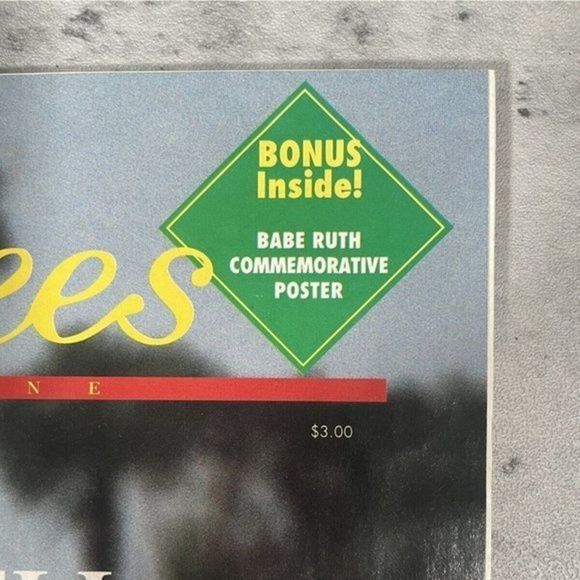 BONUS
Inside!
BABE RUTH
COMMEMORATIVE
POSTER
ees
N E
$3.00